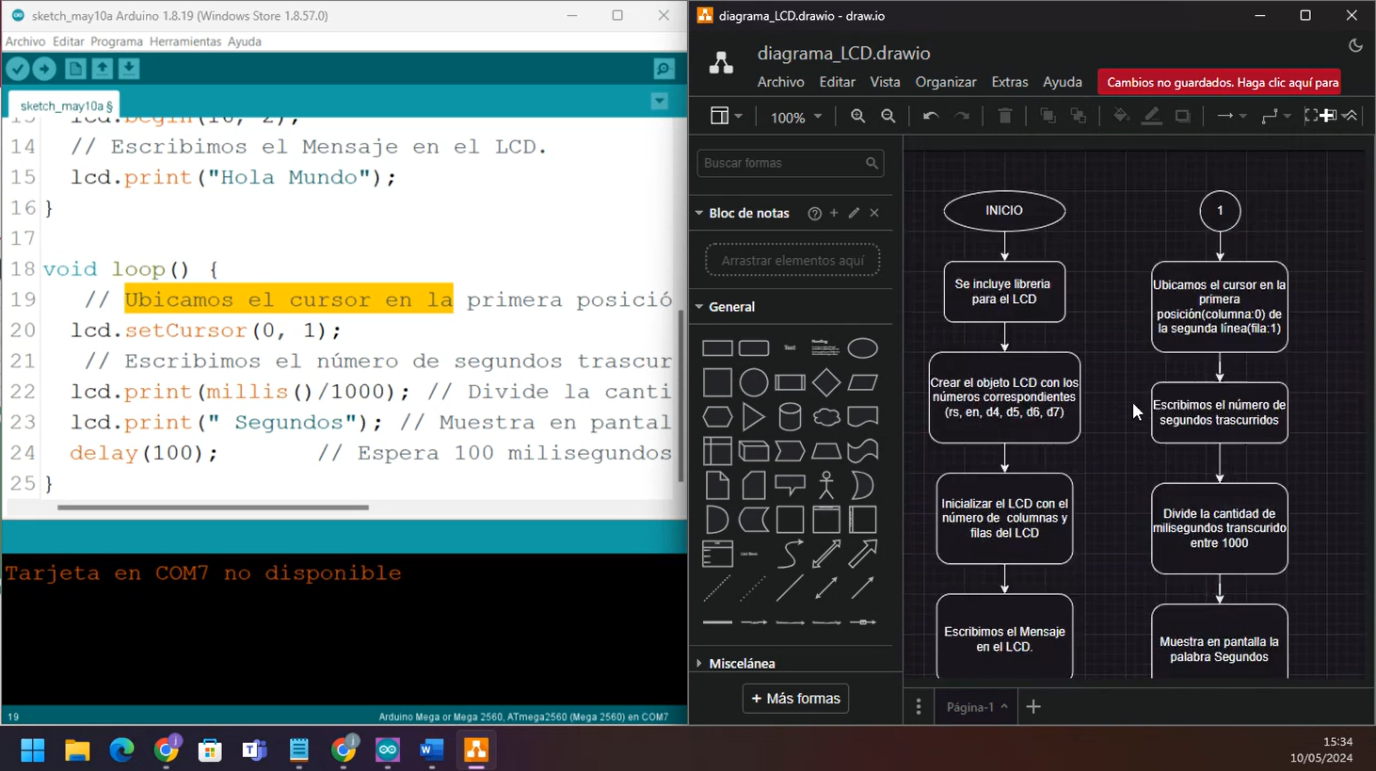 sketch_may10a Arduino 1.8.19 (Windows Store 1.8.57.0)
Archivo Editar Programa Herramientas Ayuda
sketch_may10a §
14 // Escribimos el Mensaje en el LCD.
15 lcd.print("Hola Mundo");
16 }
17
18 void loop() {
19 // Ubicamos el cursor en la primera posició
20 lcd.setCursor(0, 1);
21 // Escribimos el número de segundos trascur
22 lcd.print(millis()/1000); // Divide la canti
23 lcd.print(" Segundos"); // Muestra en pantal
24 delay(100); // Espera 100 milisegundos
25 }
Tarjeta en COM7 no disponible
19
Arduino Mega or Mega 2560, ATmega2560 (Mega 2560) en COM7
diagrama_LCD.drawio - draw.io
diagrama_LCD.drawio
Archivo Editar Vista Organizar Extras Ayuda
Cambios no guardados. Haga clic aquí para
100%
Buscar formas
Bloc de notas
Arrastrar elementos aquí
General
Text
Heading
Miscelánea
+ Más formas
INICIO
Se incluye libreria
para el LCD
Crear el objeto LCD con los
números correspondientes
(rs, en, d4, d5, d6, d7)
Inicializar el LCD con el
número de columnas y
filas del LCD
Escribimos el Mensaje
en el LCD.
1
Ubicamos el cursor en la
primera
posición(columna:0) de
la segunda línea(fila:1)
Escribimos el número de
segundos trascurridos
Divide la cantidad de
milisegundos transcurido
entre 1000
Muestra en pantalla la
palabra Segundos
Página-1
15:34
10/05/2024